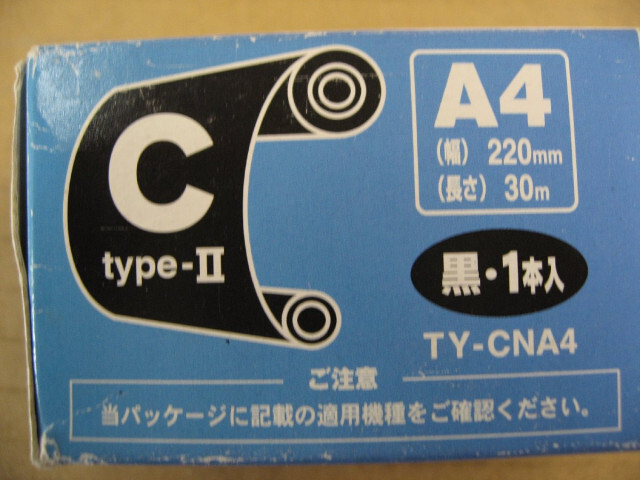 C
type-II
A4
(幅) 220mm
(長さ) 30m
黒・1本入
TY-CNA4
ご注意
当パッケージに記載の適用機種をご確認ください。